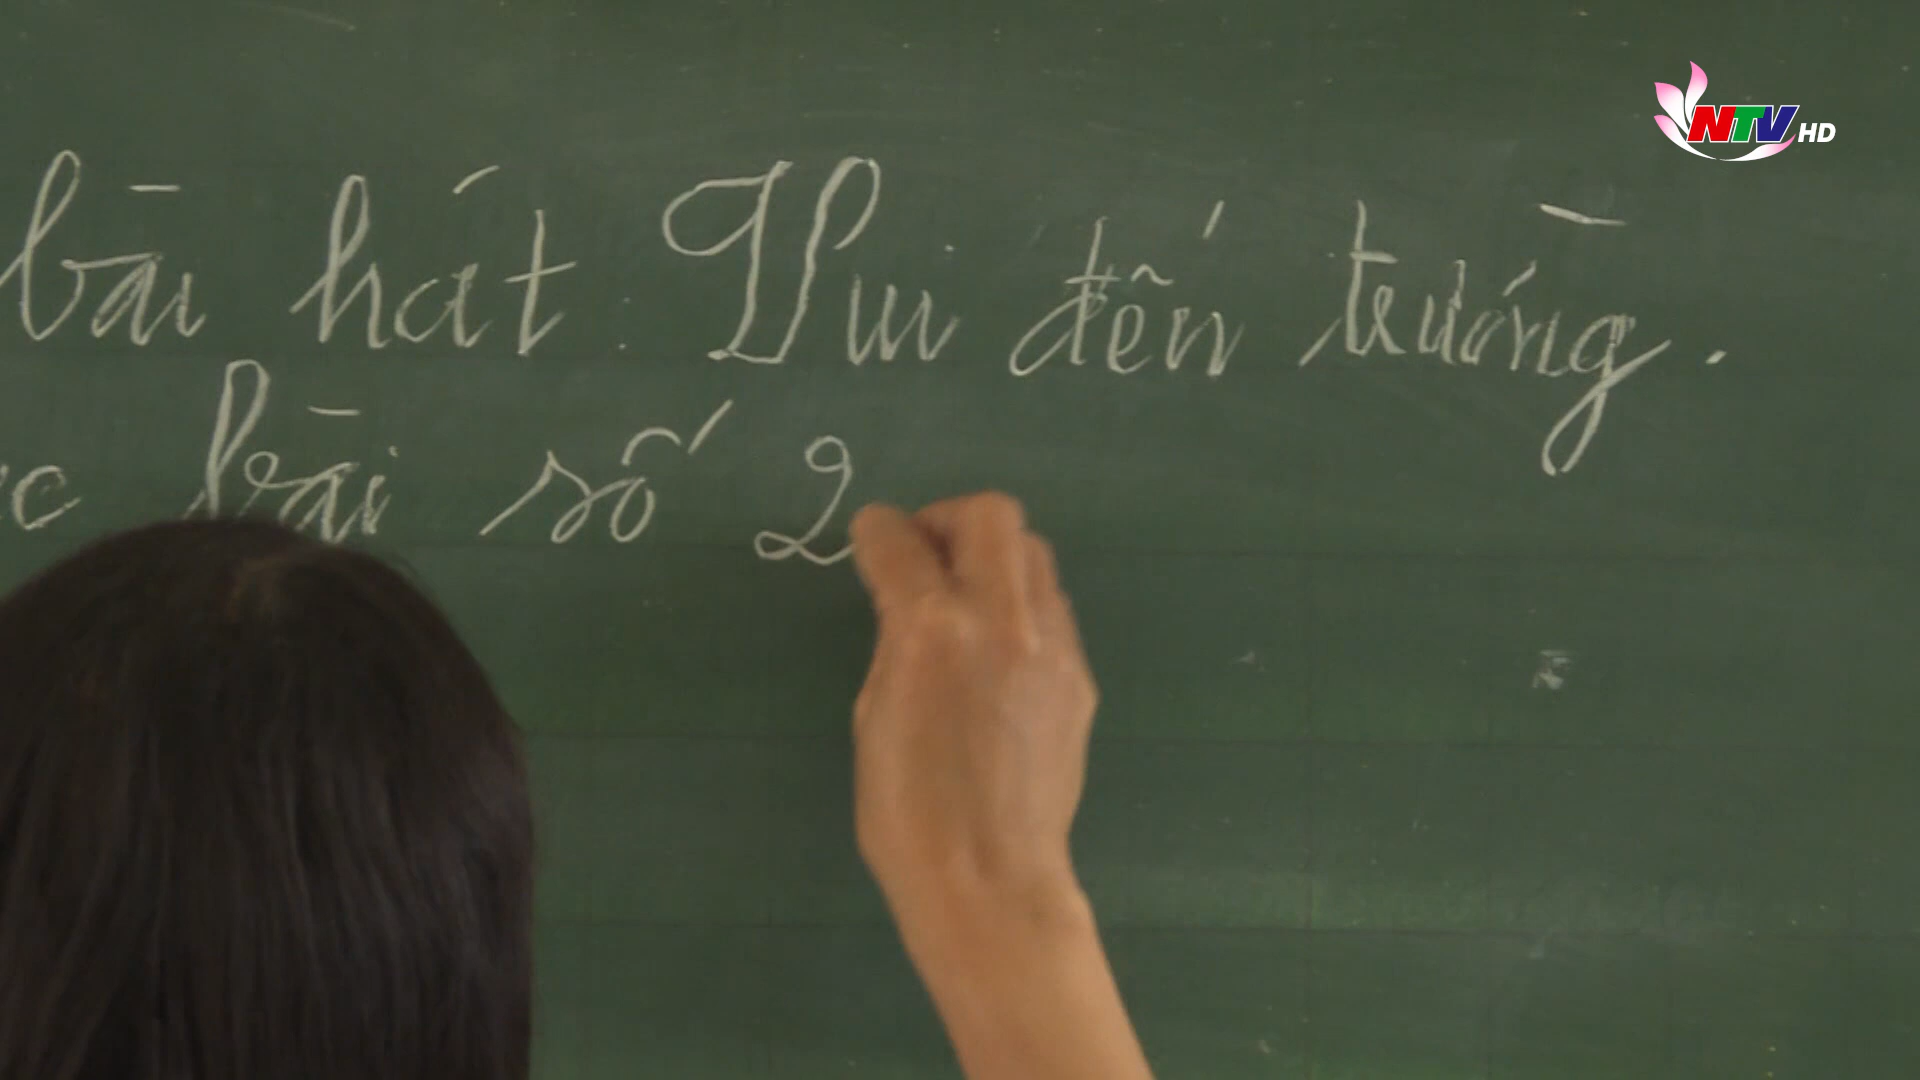 NTV HD
bài hát: Vui đến trường.
bài số 2